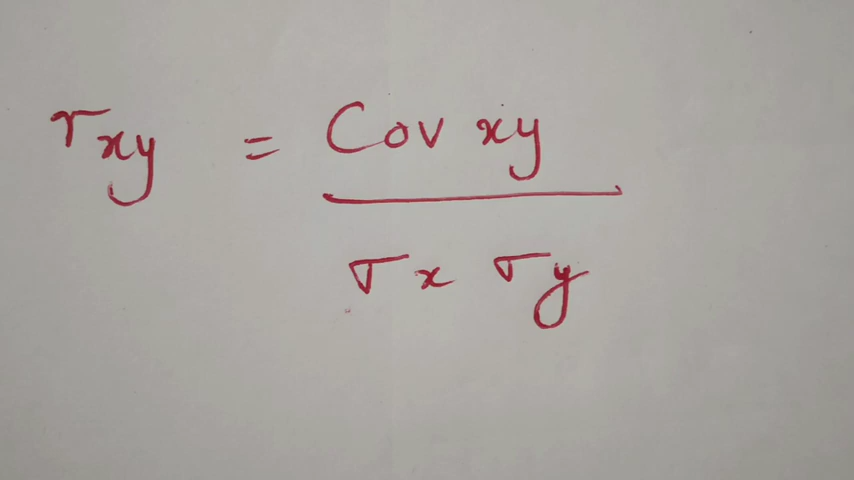 rxy = Cov xy
σx σy